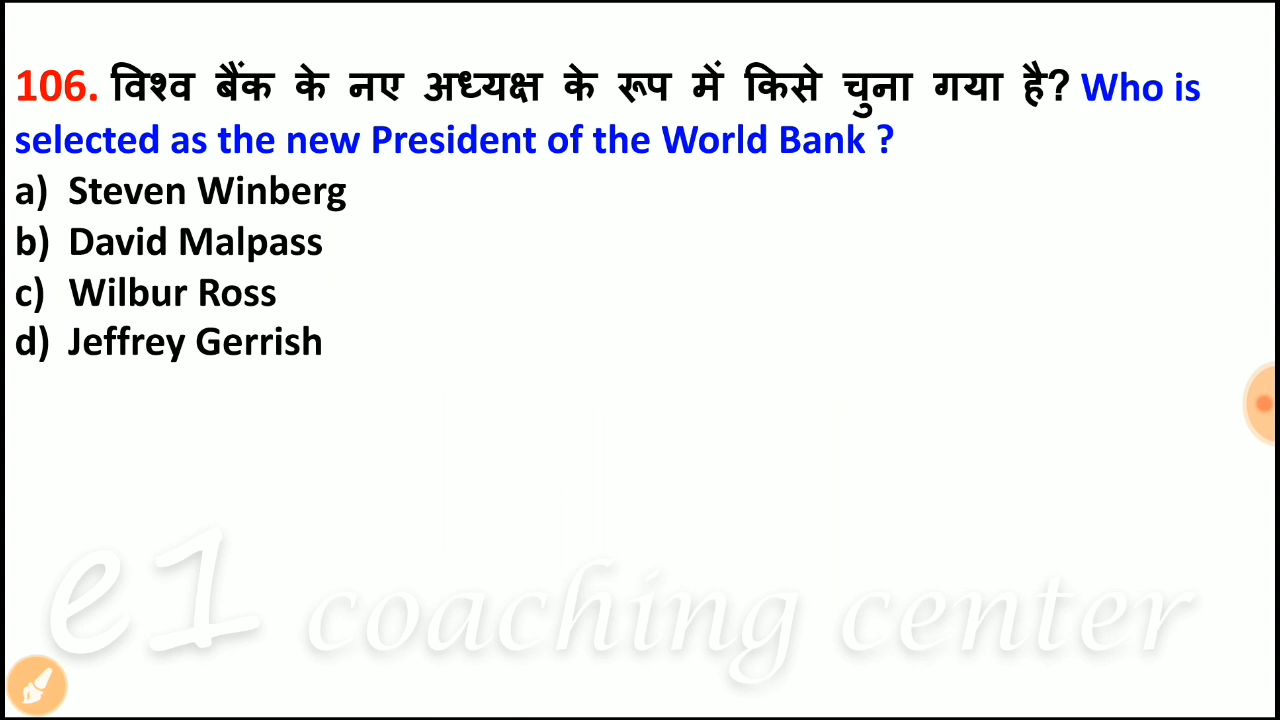 106. विश्व बैंक के नए अध्यक्ष के रूप में किसे चुना गया है? Who is
selected as the new President of the World Bank ?
a) Steven Winberg
b) David Malpass
c) Wilbur Ross
d) Jeffrey Gerrish
e1 coaching center